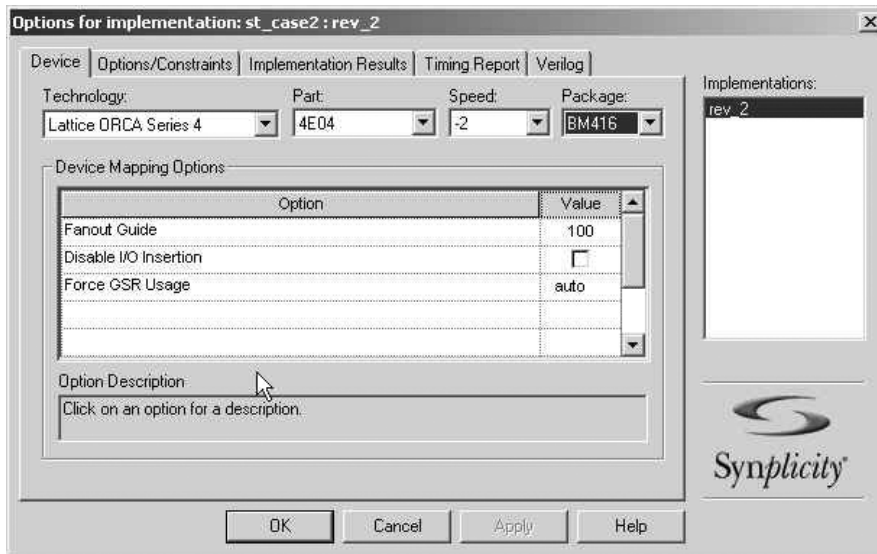 Options for implementation: st_case2 : rev_2
Device Options/Constraints Implementation Results Timing Report Verilog
Technology: Part: Speed: Package:
Lattice ORCA Series 4 4E04 -2 BM416
Device Mapping Options
Option Value
Fanout Guide 100
Disable I/O Insertion
Force GSR Usage auto
Option Description
Click on an option for a description.
OK Cancel Apply Help
Implementations:
rev_2
Synplicity®